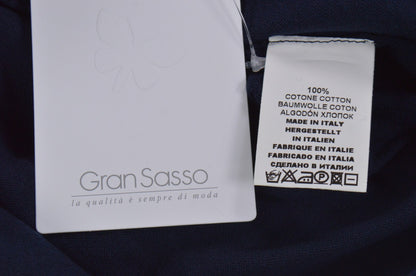 Gran Sasso
la qualità è sempre di moda
100%
COTONE COTTON
BAUMWOLLE COTON
ALGODÓN ХЛОПОК
MADE IN ITALY
HERGESTELLT
IN ITALIEN
FABRIQUE EN ITALIE
FABRICADO EN ITALIA
СДЕЛАНО В ИТАЛИИ